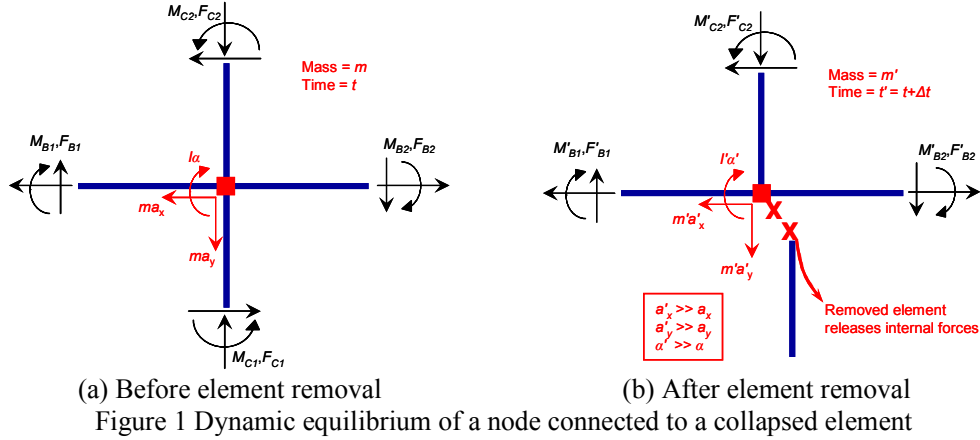 M_C2,F_C2
Mass = m
Time = t
M_B1,F_B1
M_B2,F_B2
Iα
ma_x
ma_y
M_C1,F_C1
(a) Before element removal
M'_C2,F'_C2
Mass = m'
Time = t' = t+Δt
M'_B1,F'_B1
M'_B2,F'_B2
I'α'
m'a'_x
m'a'_y
X
X
a'_x >> a_x
a'_y >> a_y
α' >> α
Removed element
releases internal forces
(b) After element removal
Figure 1 Dynamic equilibrium of a node connected to a collapsed element